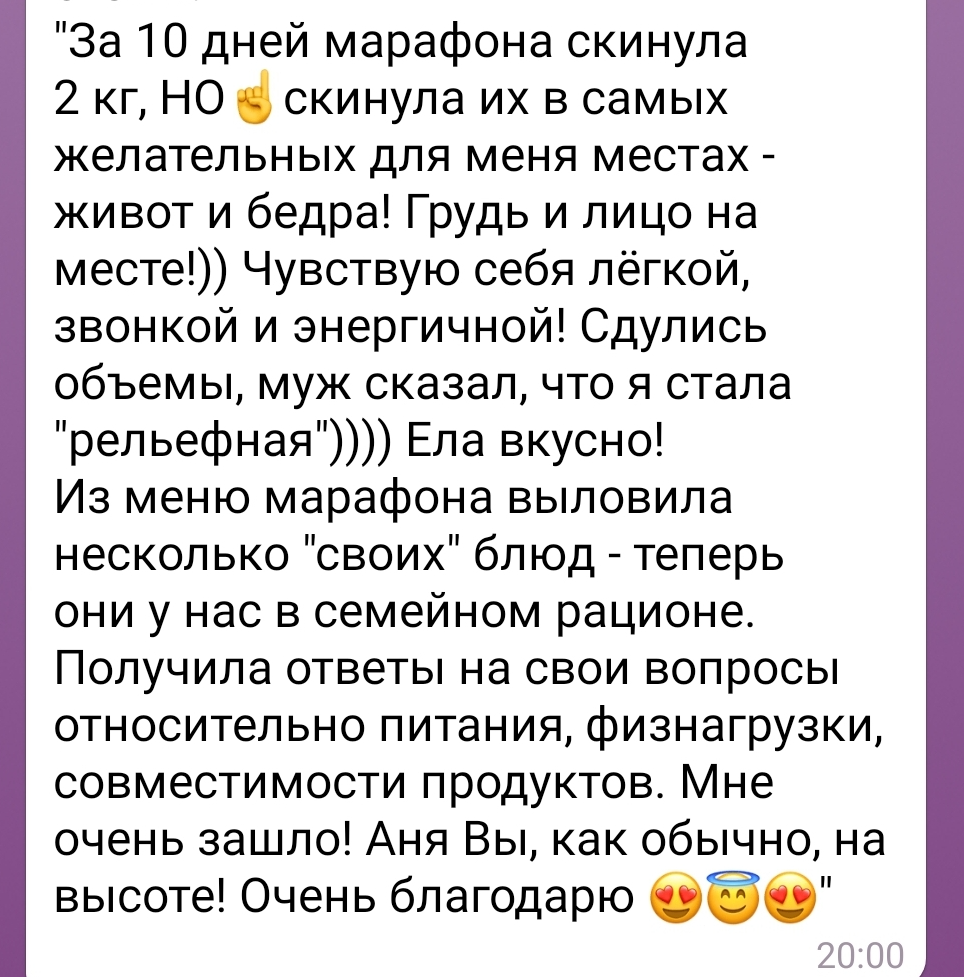 "За 10 дней марафона скинула
2 кг, НО☝скинула их в самых
желательных для меня местах -
живот и бедра! Грудь и лицо на
месте!)) Чувствую себя лёгкой,
звонкой и энергичной! Сдулись
объемы, муж сказал, что я стала
"рельефная")))) Ела вкусно!
Из меню марафона выловила
несколько "своих" блюд - теперь
они у нас в семейном рационе.
Получила ответы на свои вопросы
относительно питания, физнагрузки,
совместимости продуктов. Мне
очень зашло! Аня Вы, как обычно, на
высоте! Очень благодарю 😍😇😍"
20:00